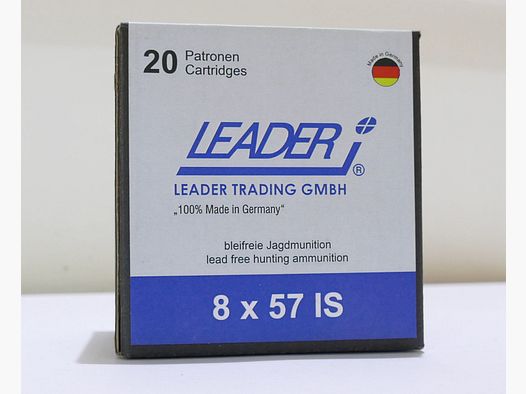 20 Patronen
Cartridges
Made in Germany
LEADER
®
LEADER TRADING GMBH
„100% Made in Germany“
bleifreie Jagdmunition
lead free hunting ammunition
8 x 57 IS